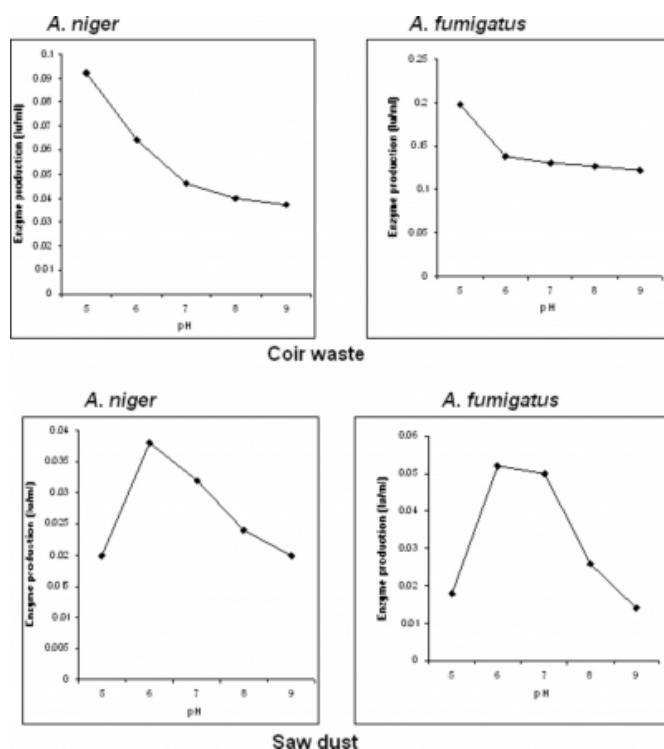 A. niger
A. fumigatus
Enzyme production (Iu/ml)
0.1
0.09
0.08
0.07
0.06
0.05
0.04
0.03
0.02
0.01
0
5 6 7 8 9
pH
Enzyme production (Iu/ml)
0.25
0.2
0.15
0.1
0.05
0
5 6 7 8 9
pH
Coir waste
A. niger
A. fumigatus
Enzyme production (Iu/ml)
0.04
0.035
0.03
0.025
0.02
0.015
0.01
0.005
0
5 6 7 8 9
pH
Enzyme production (Iu/ml)
0.06
0.05
0.04
0.03
0.02
0.01
0
5 6 7 8 9
pH
Saw dust